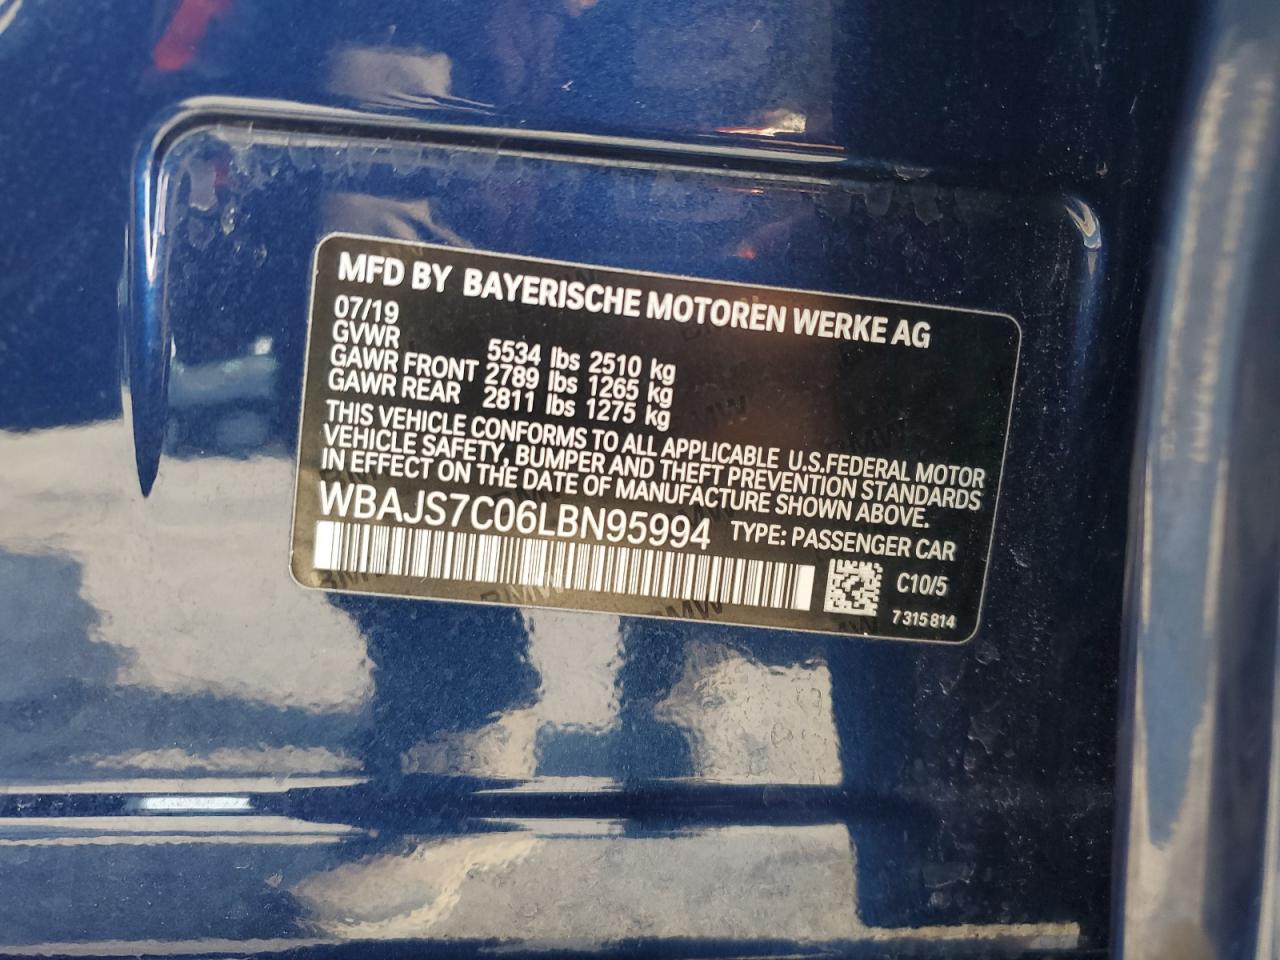 MFD BY BAYERISCHE MOTOREN WERKE AG
07/19
GVWR 5534 lbs 2510 kg
GAWR FRONT 2789 lbs 1265 kg
GAWR REAR 2811 lbs 1275 kg
THIS VEHICLE CONFORMS TO ALL APPLICABLE U.S.FEDERAL MOTOR
VEHICLE SAFETY, BUMPER AND THEFT PREVENTION STANDARDS
IN EFFECT ON THE DATE OF MANUFACTURE SHOWN ABOVE.
WBAJS7C06LBN95994 TYPE: PASSENGER CAR
C10/5
7 315 814